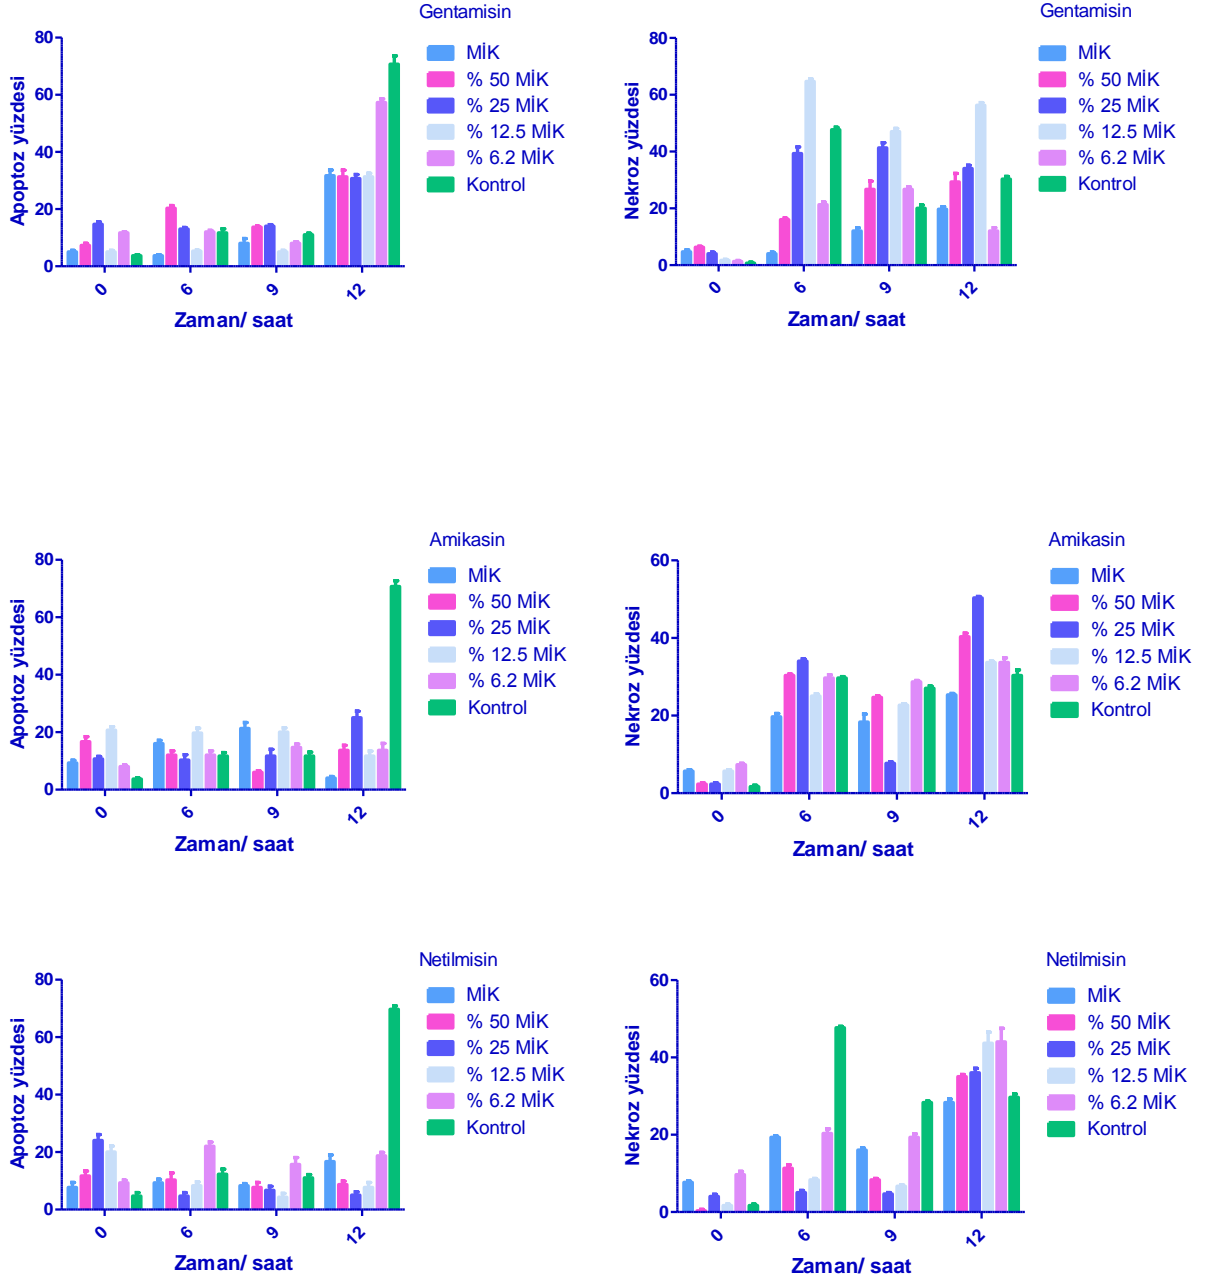 Gentamisin
Apoptoz yüzdesi
80
60
40
20
0
0
6
9
12
Zaman/ saat
MİK
% 50 MİK
% 25 MİK
% 12.5 MİK
% 6.2 MİK
Kontrol
Gentamisin
Nekroz yüzdesi
80
60
40
20
0
0
6
9
12
Zaman/ saat
MİK
% 50 MİK
% 25 MİK
% 12.5 MİK
% 6.2 MİK
Kontrol
Amikasin
Apoptoz yüzdesi
80
60
40
20
0
0
6
9
12
Zaman/ saat
MİK
% 50 MİK
% 25 MİK
% 12.5 MİK
% 6.2 MİK
Kontrol
Amikasin
Nekroz yüzdesi
60
40
20
0
0
6
9
12
Zaman/ saat
MİK
% 50 MİK
% 25 MİK
% 12.5 MİK
% 6.2 MİK
Kontrol
Netilmisin
Apoptoz yüzdesi
80
60
40
20
0
0
6
9
12
Zaman/ saat
MİK
% 50 MİK
% 25 MİK
% 12.5 MİK
% 6.2 MİK
Kontrol
Netilmisin
Nekroz yüzdesi
60
40
20
0
0
6
9
12
Zaman/ saat
MİK
% 50 MİK
% 25 MİK
% 12.5 MİK
% 6.2 MİK
Kontrol